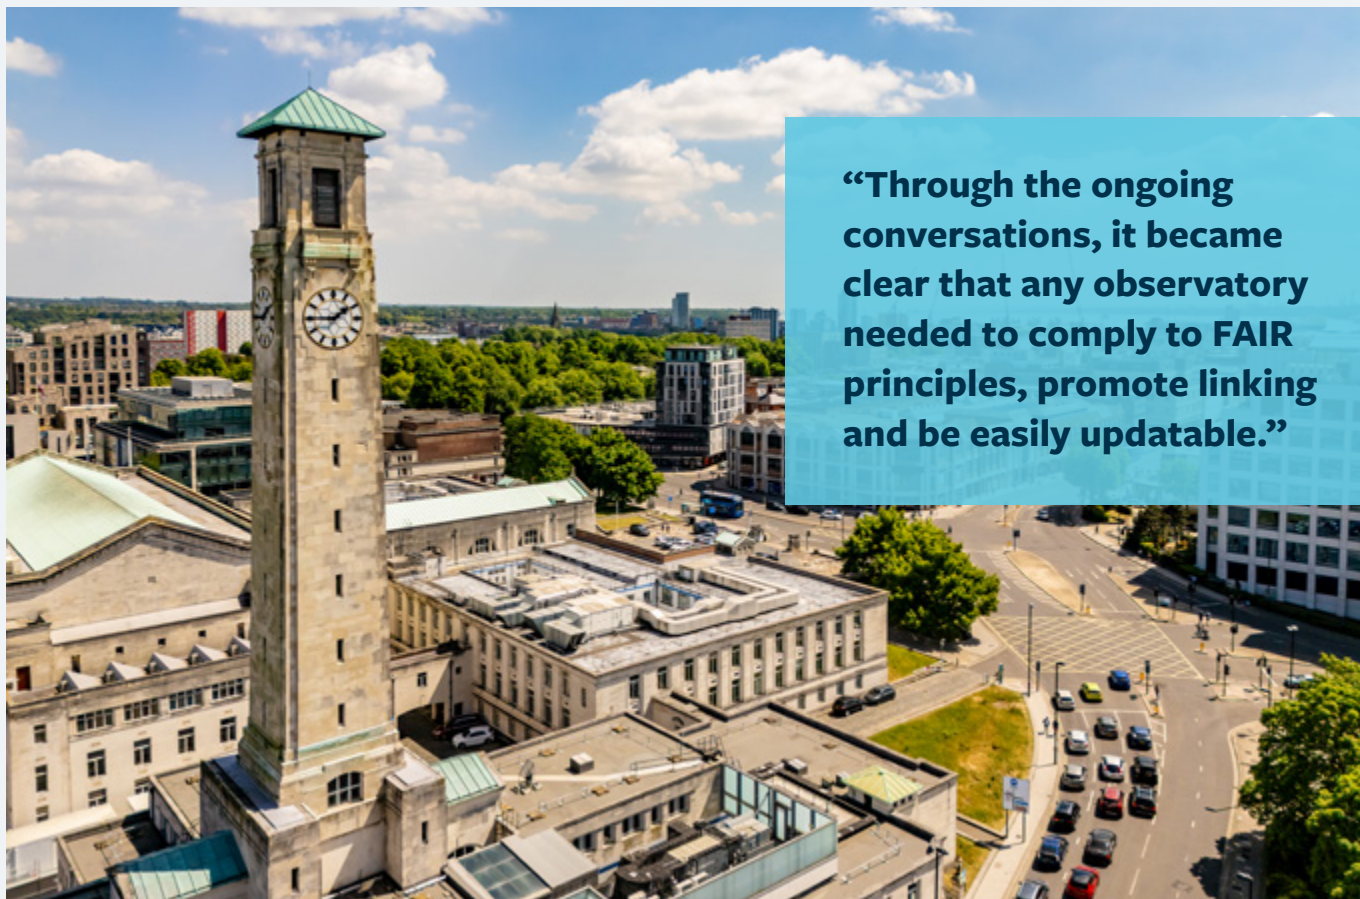 “Through the ongoing
conversations, it became
clear that any observatory
needed to comply to FAIR
principles, promote linking
and be easily updatable.”